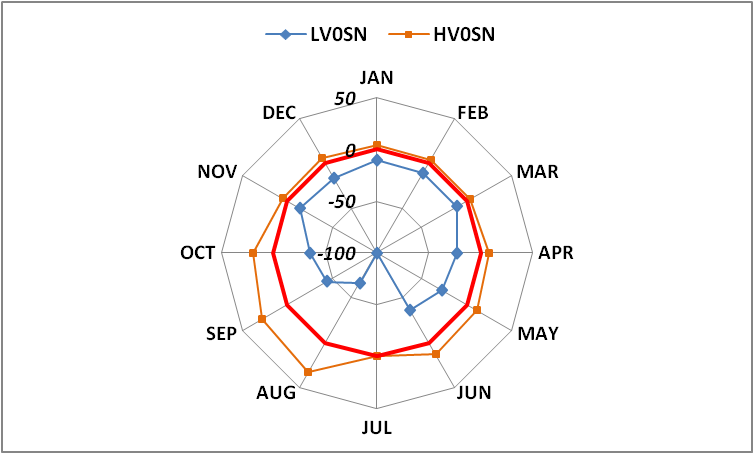 LV0SN HV0SN
JAN
50
DEC FEB
0
NOV MAR
-50
OCT -100 APR
SEP MAY
AUG JUN
JUL